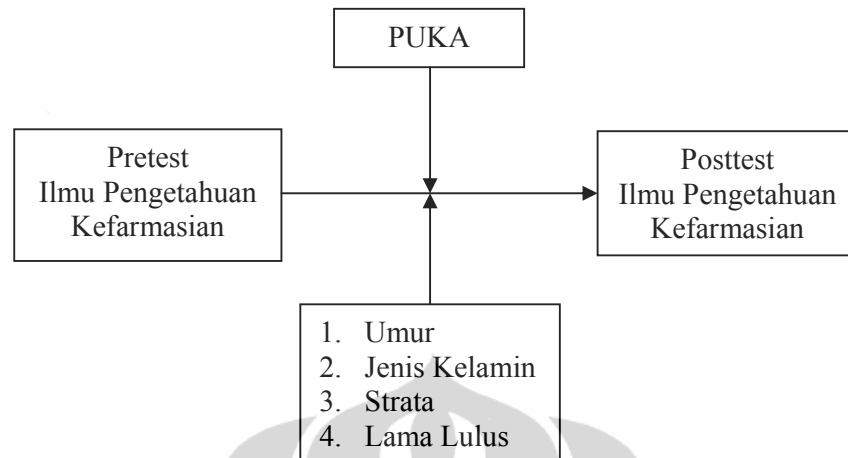 PUKA
Pretest
Ilmu Pengetahuan
Kefarmasian
Posttest
Ilmu Pengetahuan
Kefarmasian
1. Umur
2. Jenis Kelamin
3. Strata
4. Lama Lulus